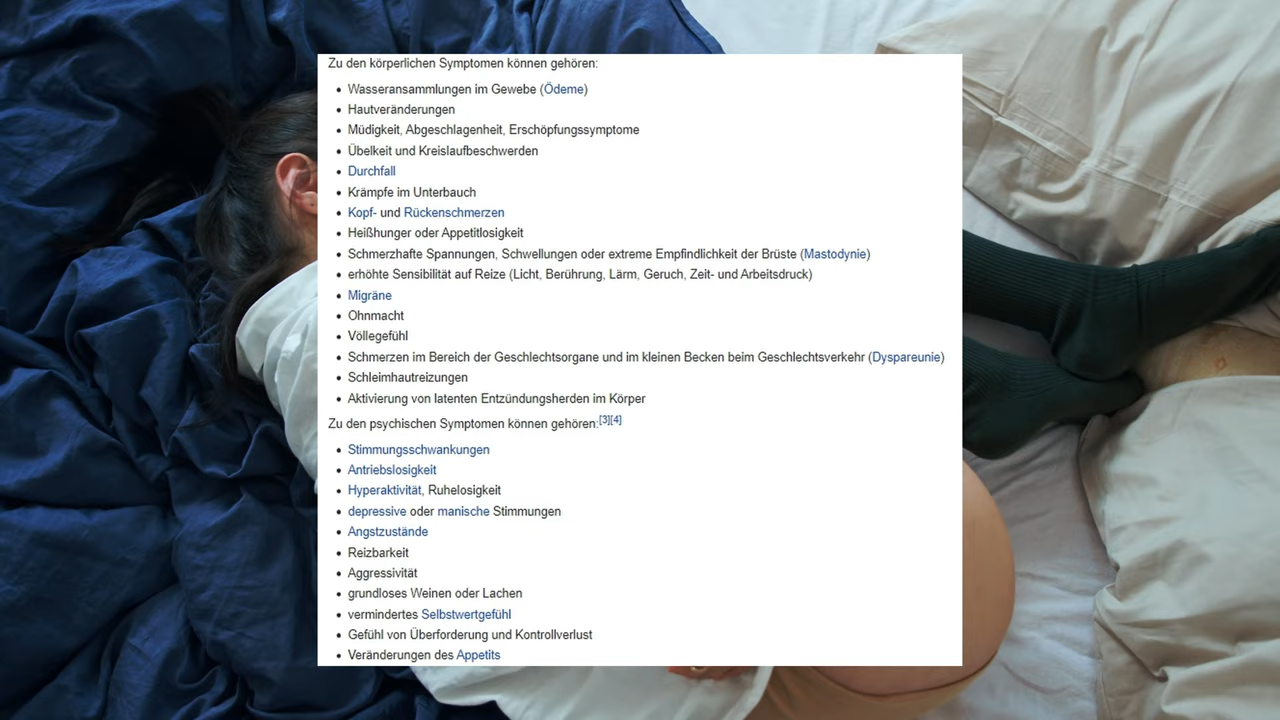 Zu den körperlichen Symptomen können gehören:
• Wasseransammlungen im Gewebe (Ödeme)
• Hautveränderungen
• Müdigkeit, Abgeschlagenheit, Erschöpfungssymptome
• Übelkeit und Kreislaufbeschwerden
• Durchfall
• Krämpfe im Unterbauch
• Kopf- und Rückenschmerzen
• Heißhunger oder Appetitlosigkeit
• Schmerzhafte Spannungen, Schwellungen oder extreme Empfindlichkeit der Brüste (Mastodynie)
• erhöhte Sensibilität auf Reize (Licht, Berührung, Lärm, Geruch, Zeit- und Arbeitsdruck)
• Migräne
• Ohnmacht
• Völlegefühl
• Schmerzen im Bereich der Geschlechtsorgane und im kleinen Becken beim Geschlechtsverkehr (Dyspareunie)
• Schleimhautreizungen
• Aktivierung von latenten Entzündungsherden im Körper
Zu den psychischen Symptomen können gehören:[3][4]
• Stimmungsschwankungen
• Antriebslosigkeit
• Hyperaktivität, Ruhelosigkeit
• depressive oder manische Stimmungen
• Angstzustände
• Reizbarkeit
• Aggressivität
• grundloses Weinen oder Lachen
• vermindertes Selbstwertgefühl
• Gefühl von Überforderung und Kontrollverlust
• Veränderungen des Appetits